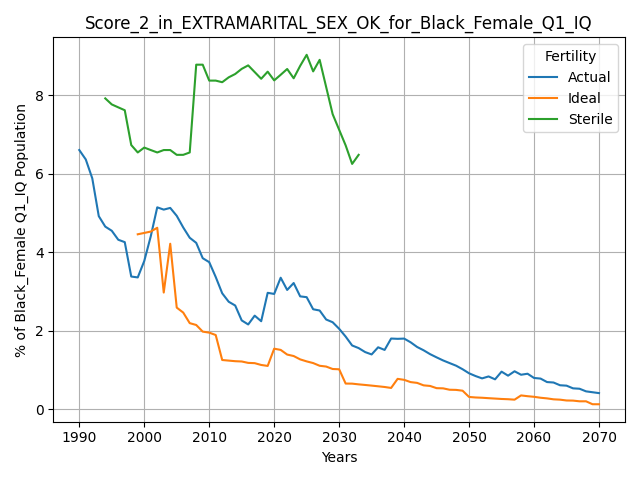 Score_2_in_EXTRAMARITAL_SEX_OK_for_Black_Female_Q1_IQ
Fertility
Actual
Ideal
Sterile
% of Black_Female Q1_IQ Population
8
6
4
2
0
1990 2000 2010 2020 2030 2040 2050 2060 2070
Years